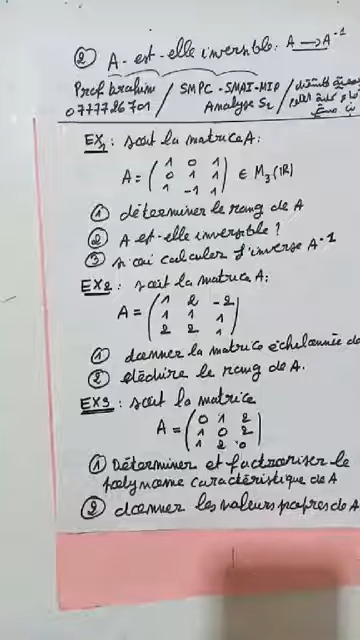 ② A-est-elle inversible: A → A⁻¹
Prof brahim / SMPC-SMAI-MIP /
0777726701 / Analyse S2 /
EX1: soit la matrice A:
A = ( 1 0 1
0 1 1
1 -1 1 ) ∈ M3(IR)
① déterminer le rang de A
② A est-elle inversible?
③ si oui calculer l'inverse A⁻¹
EX2: soit la matrice A:
A = ( 1 2 -2
1 1 1
2 2 1 )
① donner la matrice échelonnée de
② déduire le rang de A.
EX3: soit la matrice
A = ( 0 1 2
1 0 2
1 2 0 )
① Déterminer et factoriser le
polynome caractéristique de A
② donner les valeurs propres de A